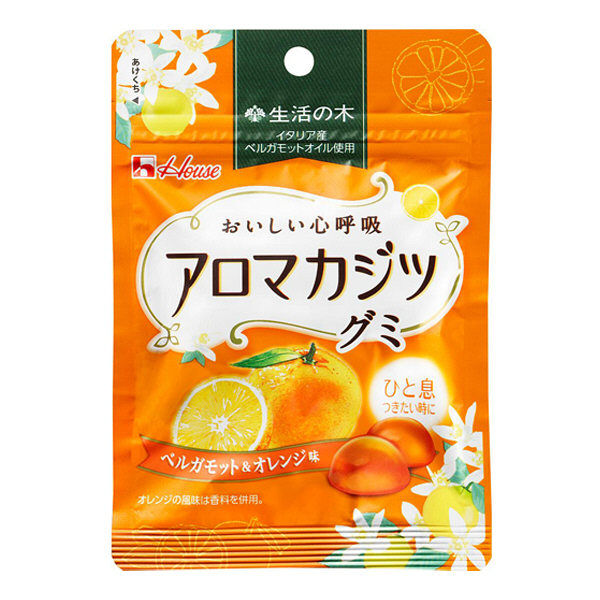 あけくち◀
生活の木
イタリア産
ベルガモットオイル使用
House
おいしい心呼吸
アロマカジツ
グミ
ひと息
つきたい時に
ベルガモット&オレンジ味
オレンジの風味は香料を併用。